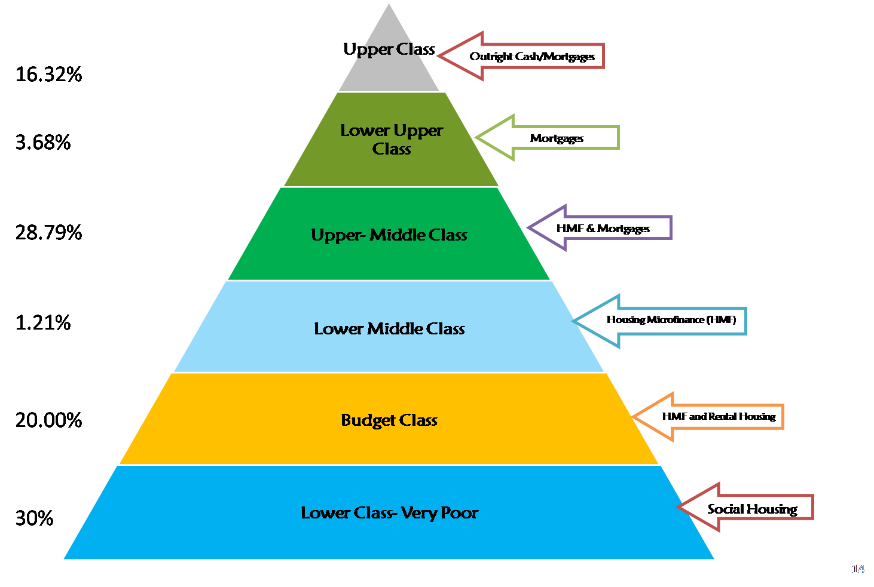 Upper Class
Outright Cash/Mortgages
16.32%
Lower Upper
Class
Mortgages
3.68%
Upper- Middle Class
HMF & Mortgages
28.79%
Lower Middle Class
Housing Microfinance (HMF)
1.21%
Budget Class
HMF and Rental Housing
20.00%
Lower Class- Very Poor
Social Housing
30%
14